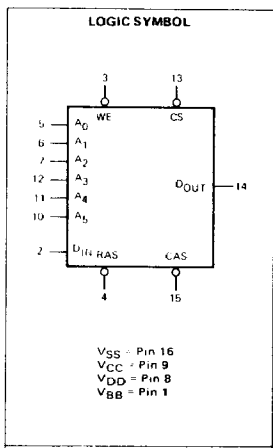 LOGIC SYMBOL
3 13
WE CS
5 A0
6 A1
7 A2
12 A3
11 A4
10 A5
DOUT 14
2 DIN
RAS CAS
4 15
VSS = Pin 16
VCC = Pin 9
VDD = Pin 8
VBB = Pin 1